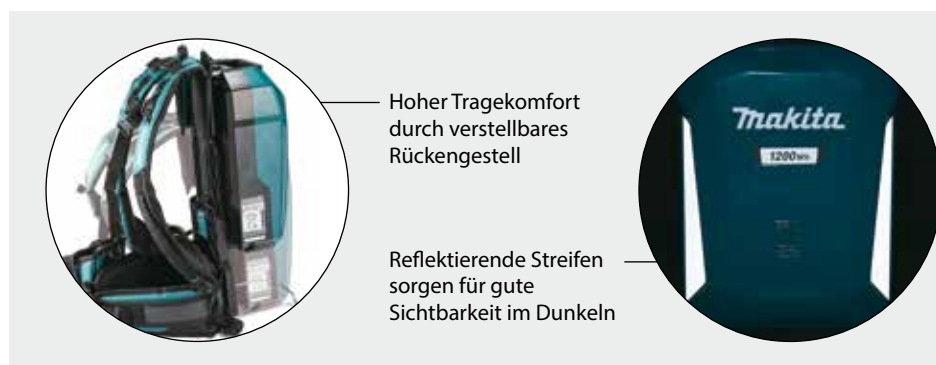 Hoher Tragekomfort
durch verstellbares
Rückengestell
Makita
1200Wh
Reflektierende Streifen
sorgen für gute
Sichtbarkeit im Dunkeln